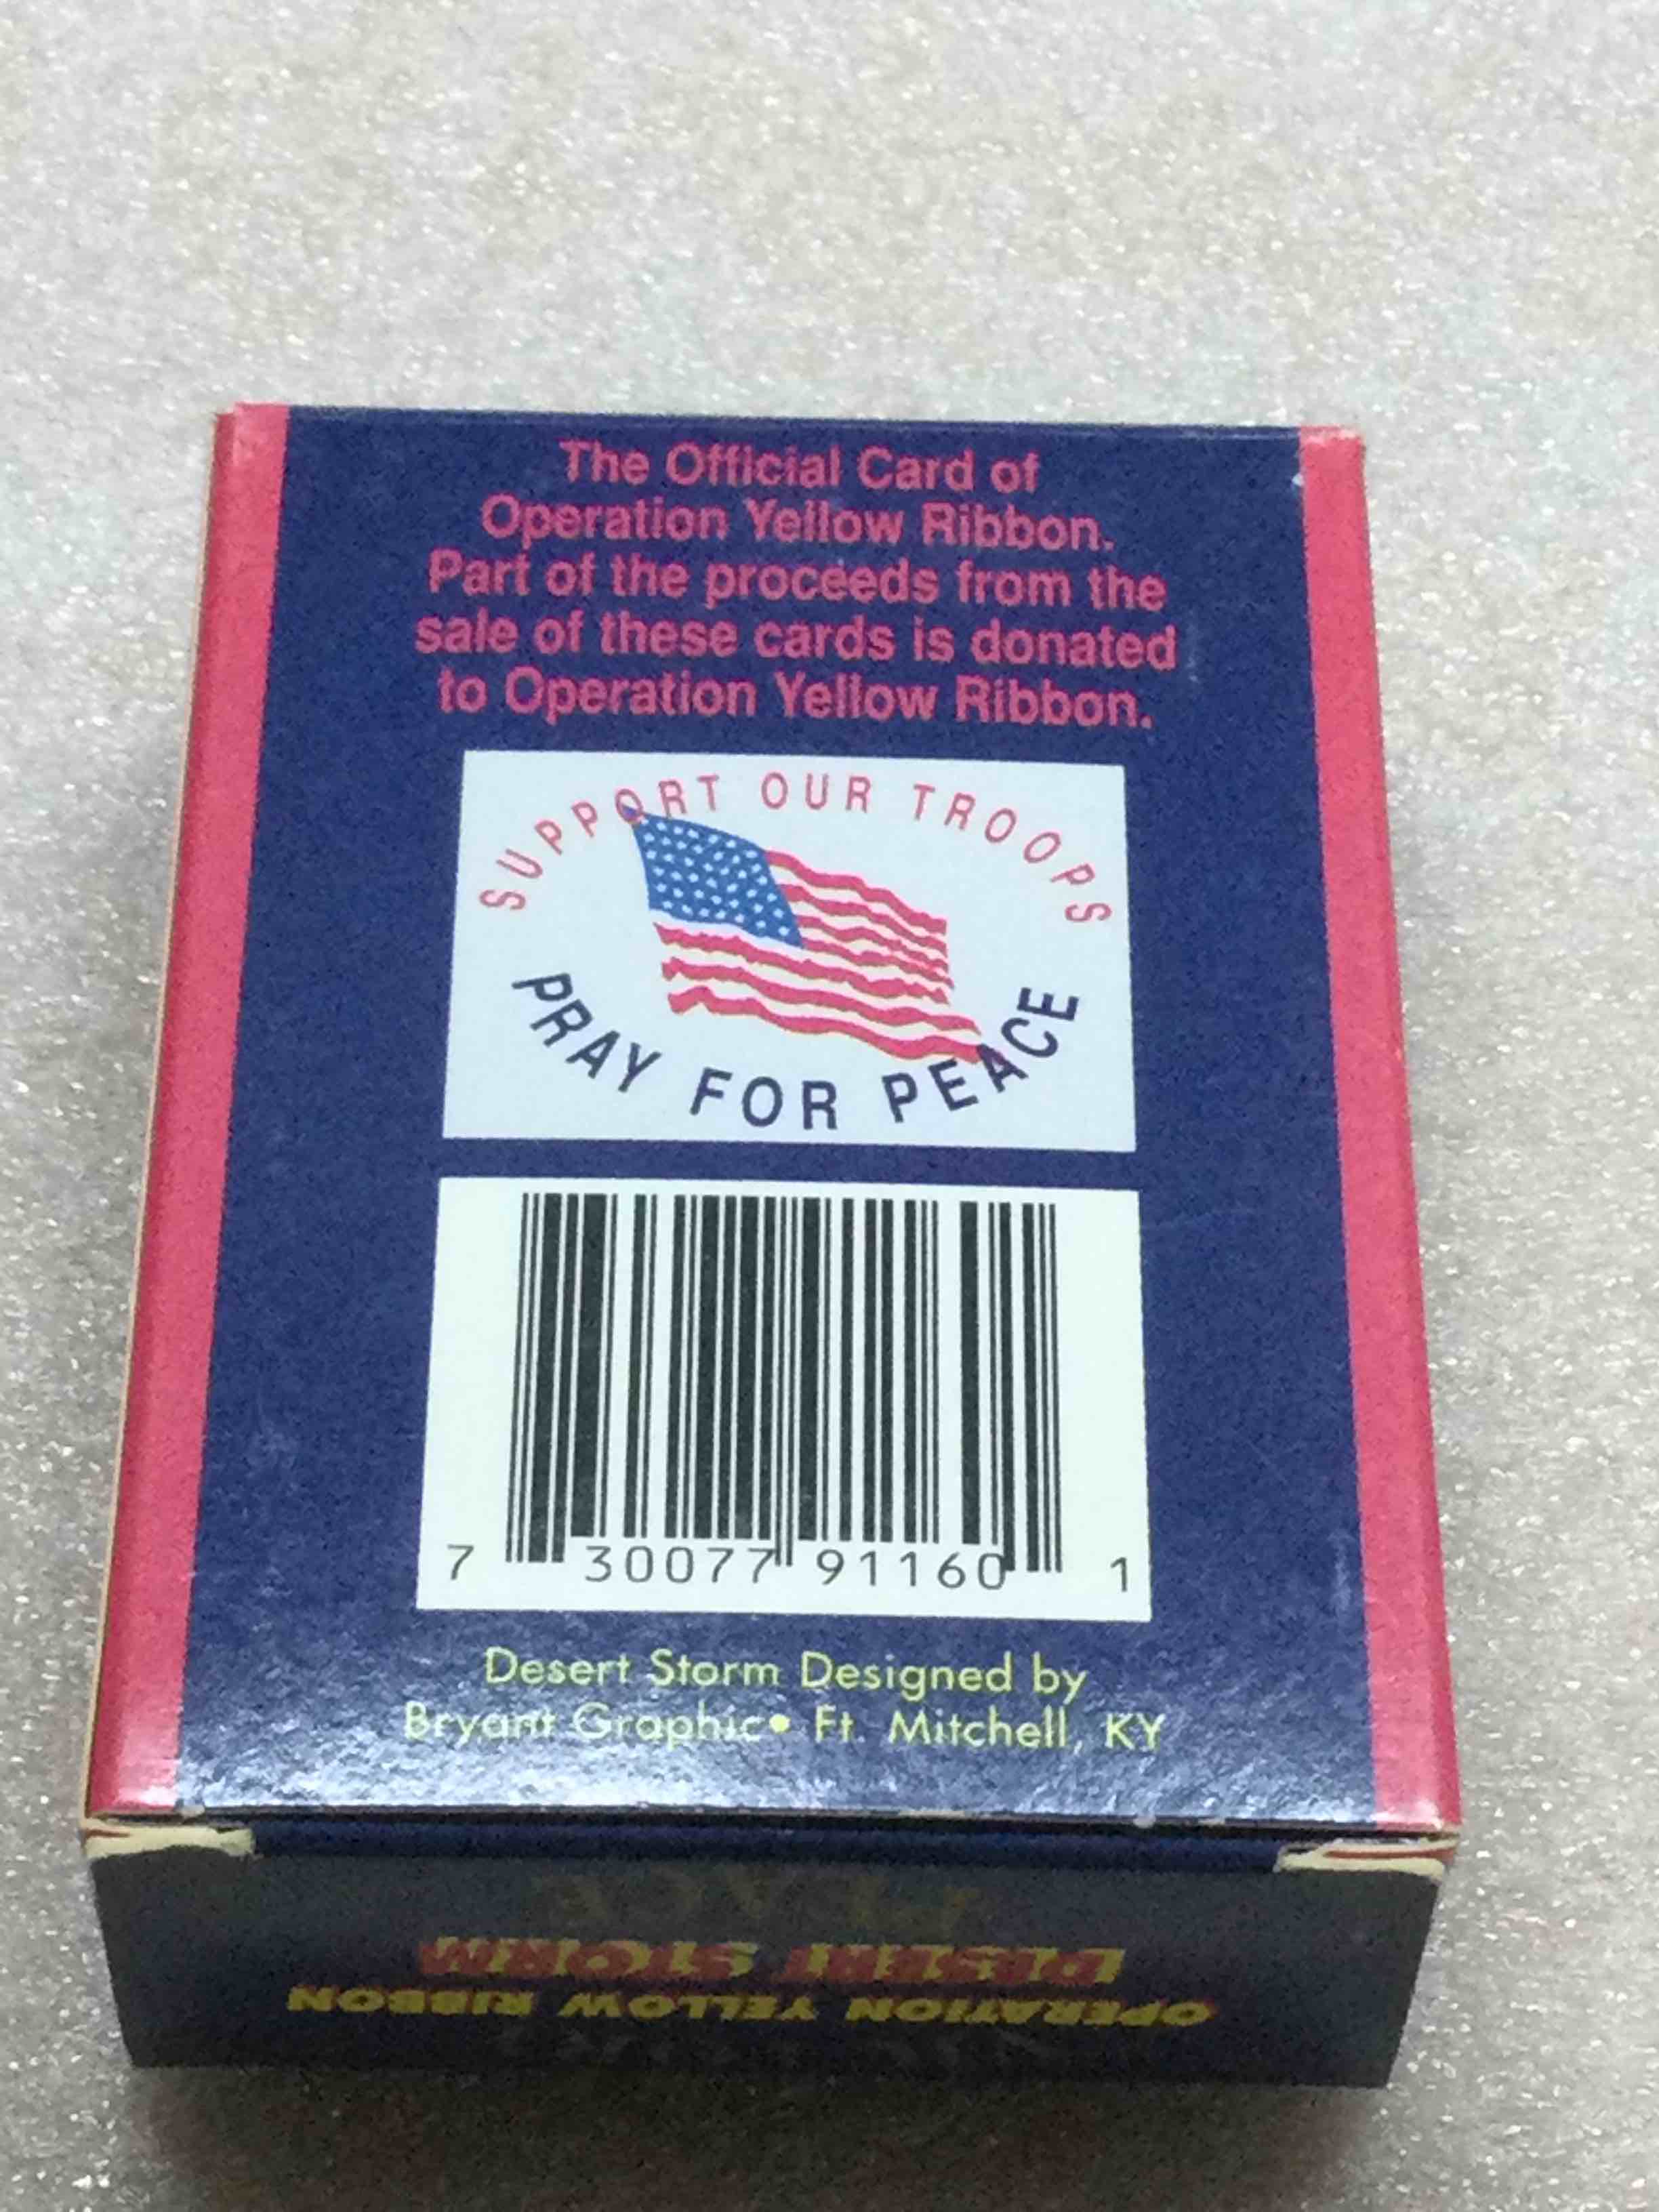 The Official Card of
Operation Yellow Ribbon.
Part of the proceeds from the
sale of these cards is donated
to Operation Yellow Ribbon.
SUPPORT OUR TROOPS
PRAY FOR PEACE
7 30077 91160 1
Desert Storm Designed by
Bryant Graphic• Ft. Mitchell, KY
PEACE
DESERT STORM
OPERATION YELLOW RIBBON